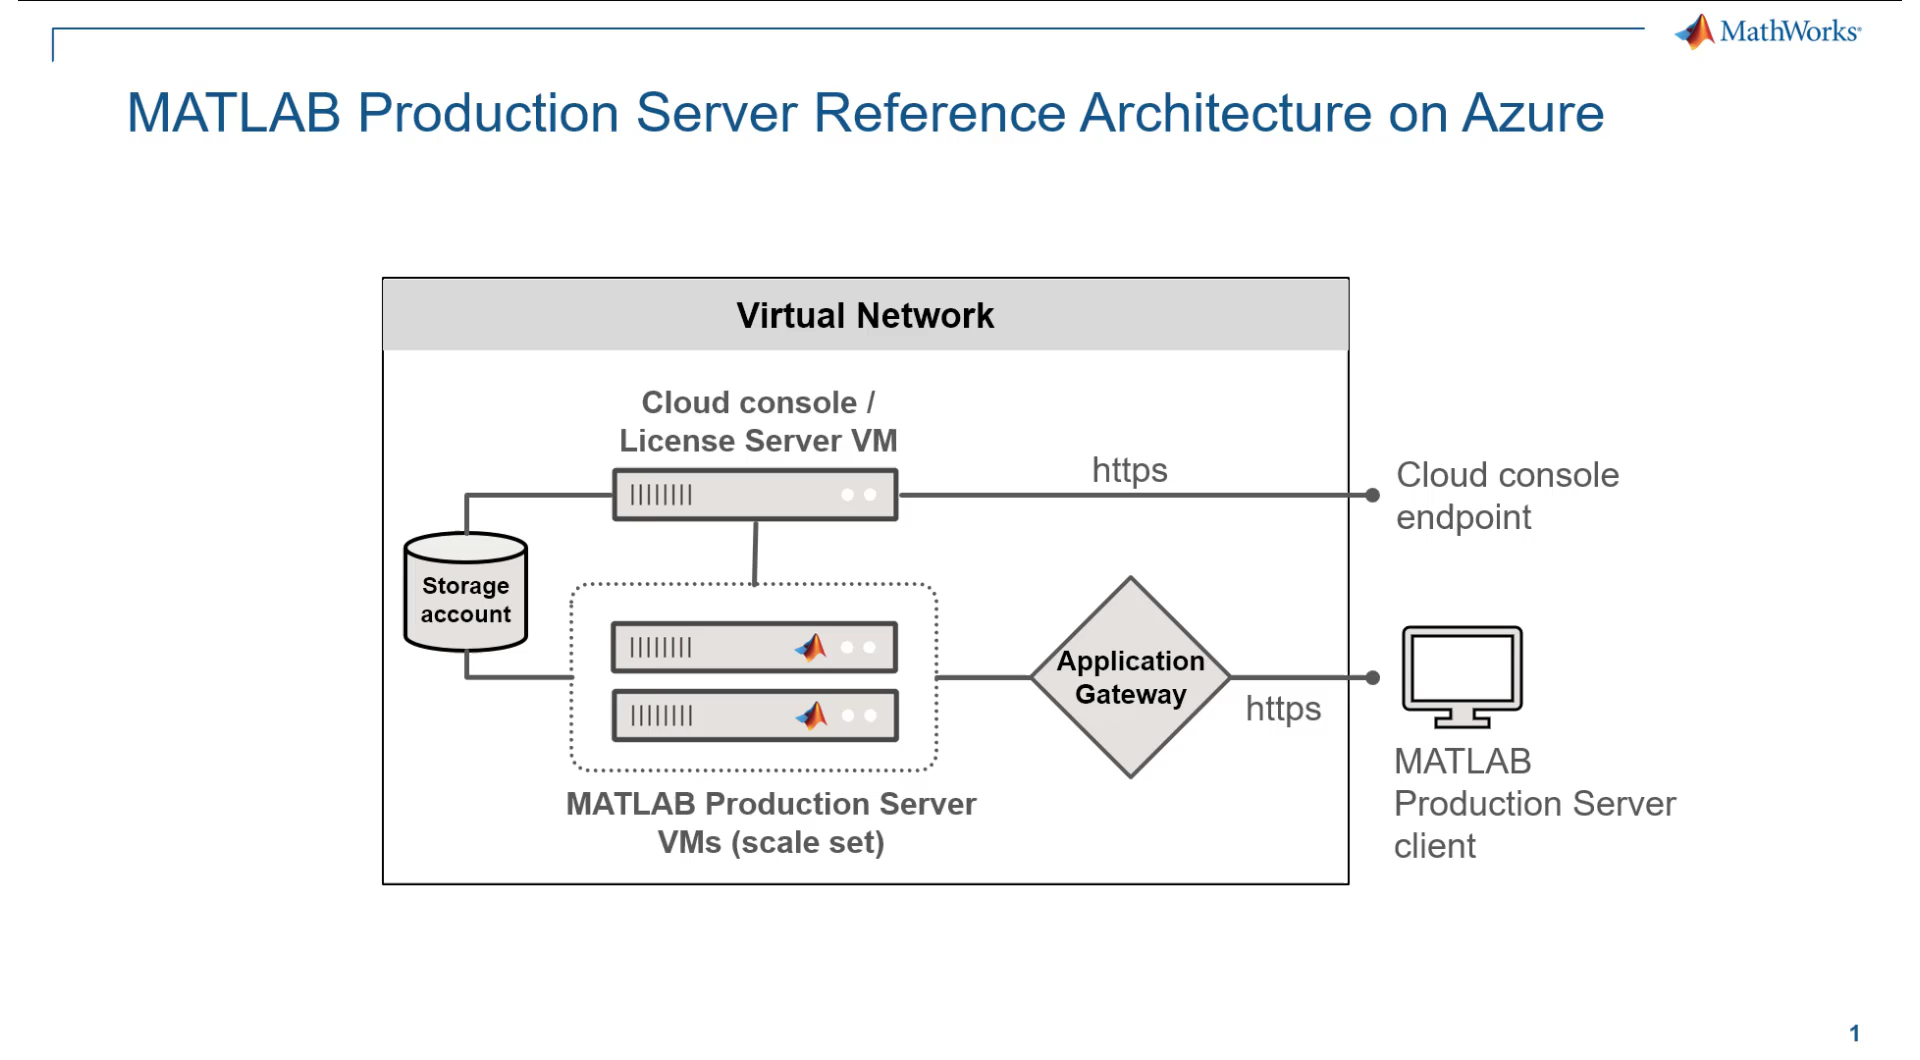 MathWorks®
MATLAB Production Server Reference Architecture on Azure
Virtual Network
Cloud console /
License Server VM
https
Cloud console
endpoint
Storage
account
Application
Gateway
https
MATLAB
Production Server
client
MATLAB Production Server
VMs (scale set)
1